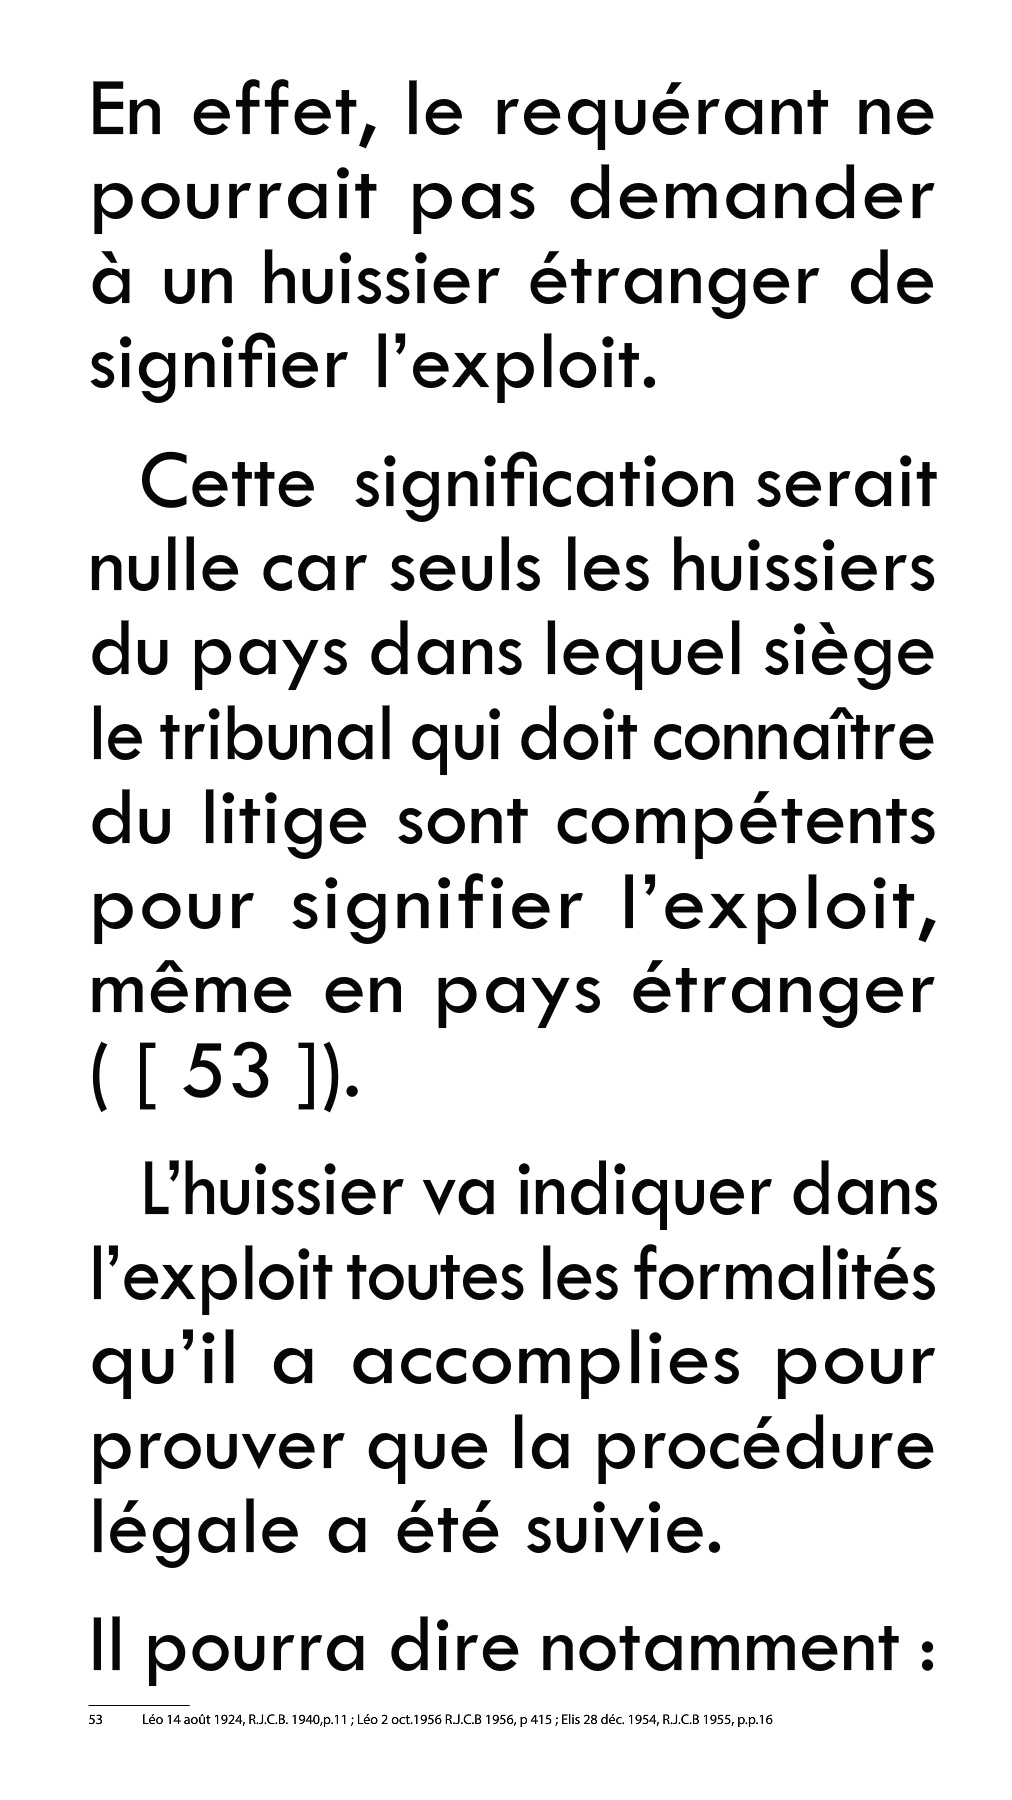 En effet, le requérant ne
pourrait pas demander
à un huissier étranger de
signifier l’exploit.
Cette signification serait
nulle car seuls les huissiers
du pays dans lequel siège
le tribunal qui doit connaître
du litige sont compétents
pour signifier l’exploit,
même en pays étranger
( [ 53 ]).
L’huissier va indiquer dans
l’exploit toutes les formalités
qu’il a accomplies pour
prouver que la procédure
légale a été suivie.
Il pourra dire notamment :
53 Léo 14 août 1924, R.J.C.B. 1940,p.11 ; Léo 2 oct.1956 R.J.C.B 1956, p 415 ; Elis 28 déc. 1954, R.J.C.B 1955, p.p.16